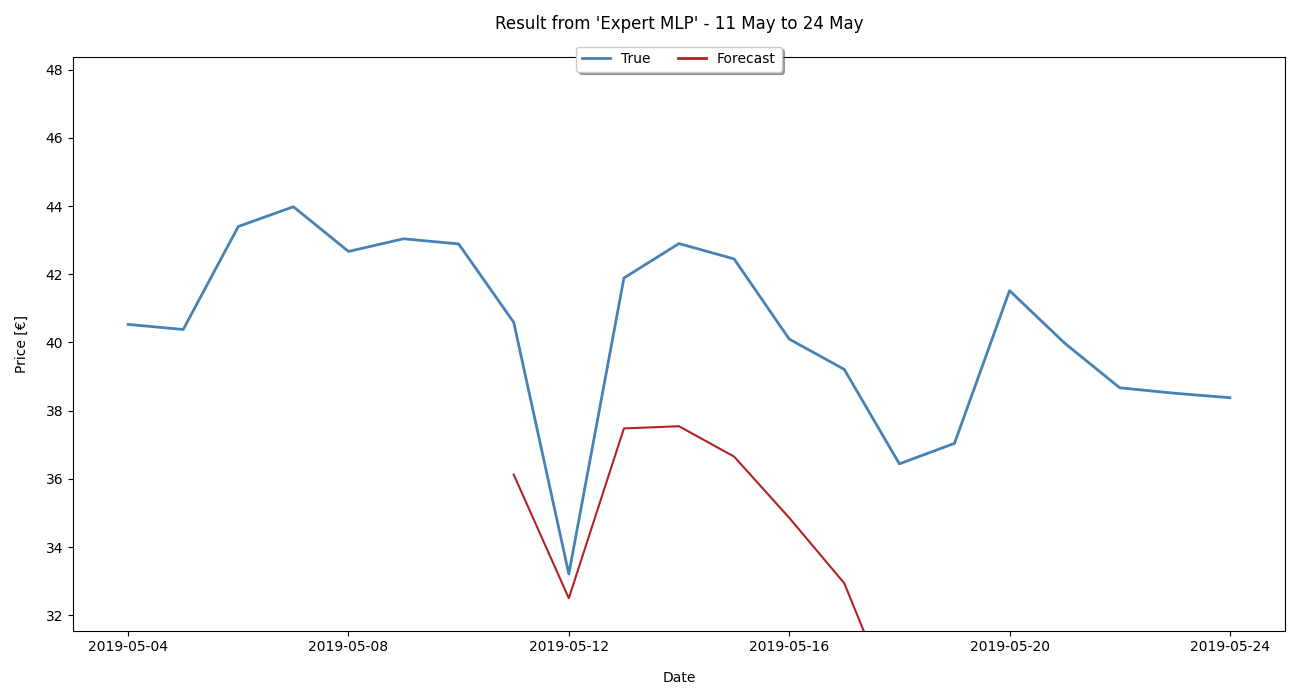 Result from 'Expert MLP' - 11 May to 24 May
True Forecast
48
46
44
42
40
38
36
34
32
Price [€]
2019-05-04 2019-05-08 2019-05-12 2019-05-16 2019-05-20 2019-05-24
Date